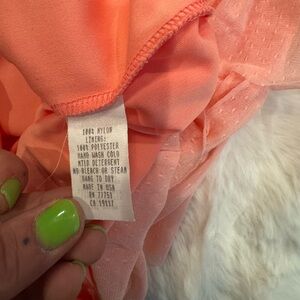 100% NYLON
LINING:
100% POLYESTER
HAND WASH COLD
MILD DETERGENT
NO BLEACH OR STEAM
HANG TO DRY
MADE IN USA
RN 77751
CA 19117